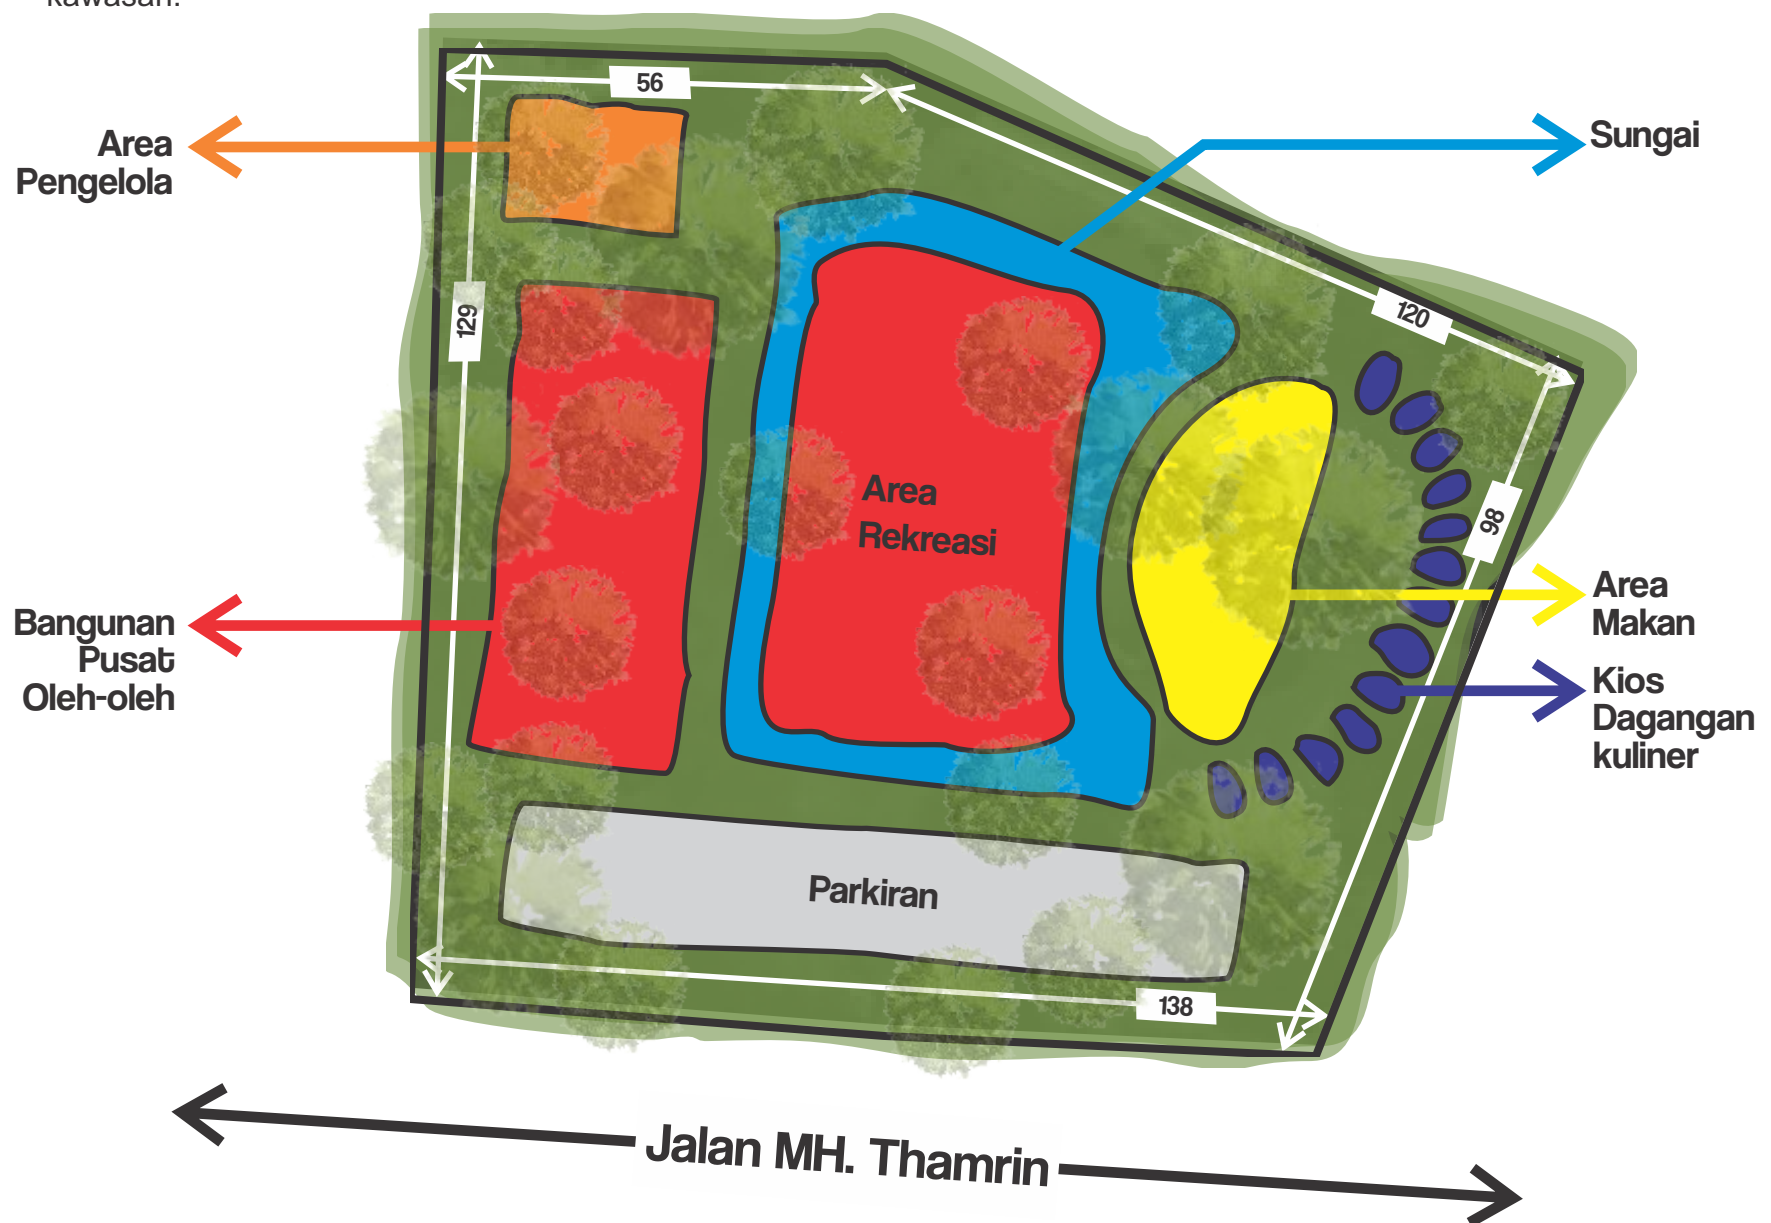 kawasan.
56
Area
Pengelola
Sungai
129
120
Area
Rekreasi
98
Area
Makan
Bangunan
Pusat
Oleh-oleh
Kios
Dagangan
kuliner
Parkiran
138
Jalan MH. Thamrin